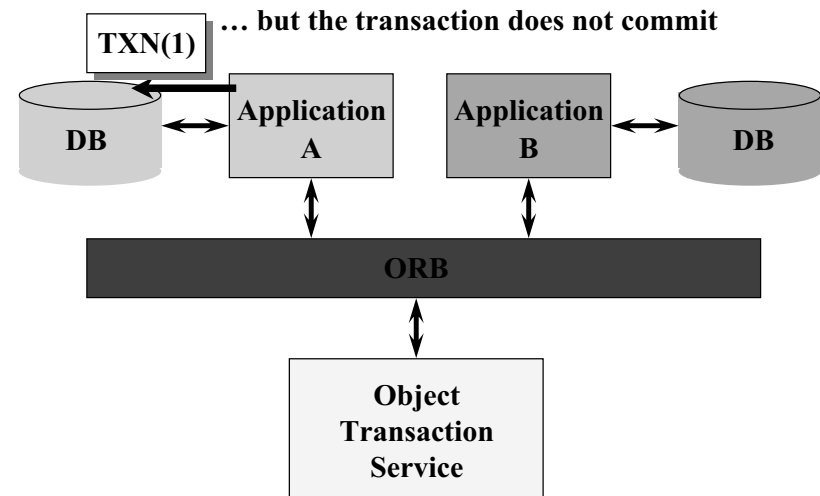 … but the transaction does not commit
TXN(1)
DB
Application
A
Application
B
DB
ORB
Object
Transaction
Service